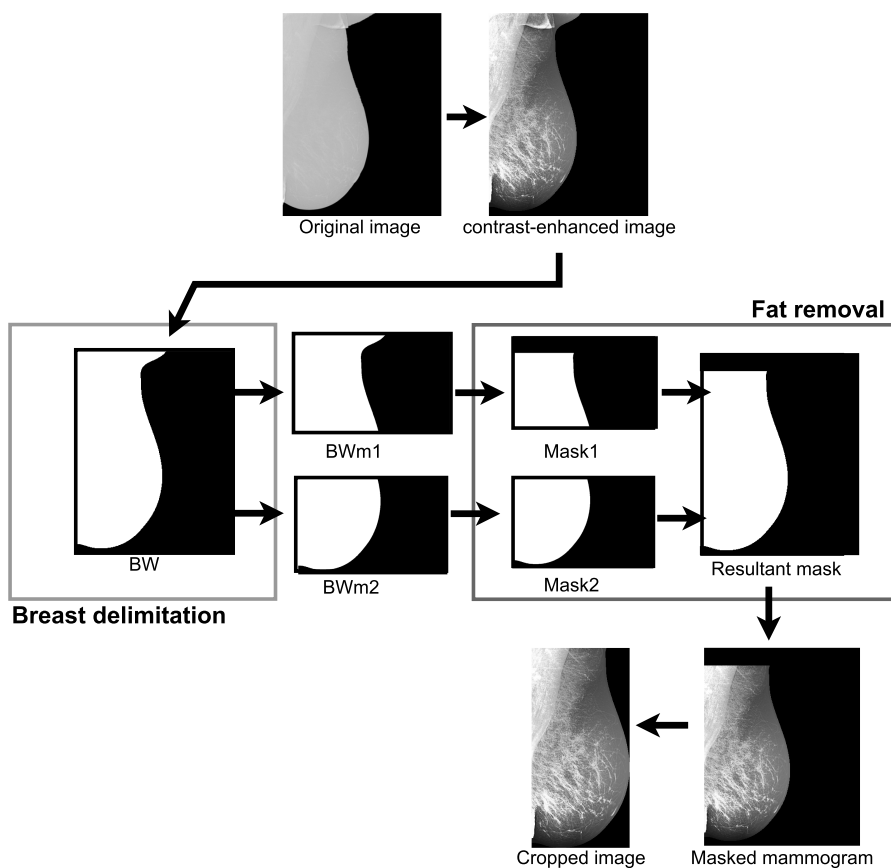 Original image
contrast-enhanced image
Fat removal
BWm1
Mask1
BW
BWm2
Mask2
Resultant mask
Breast delimitation
Cropped image
Masked mammogram